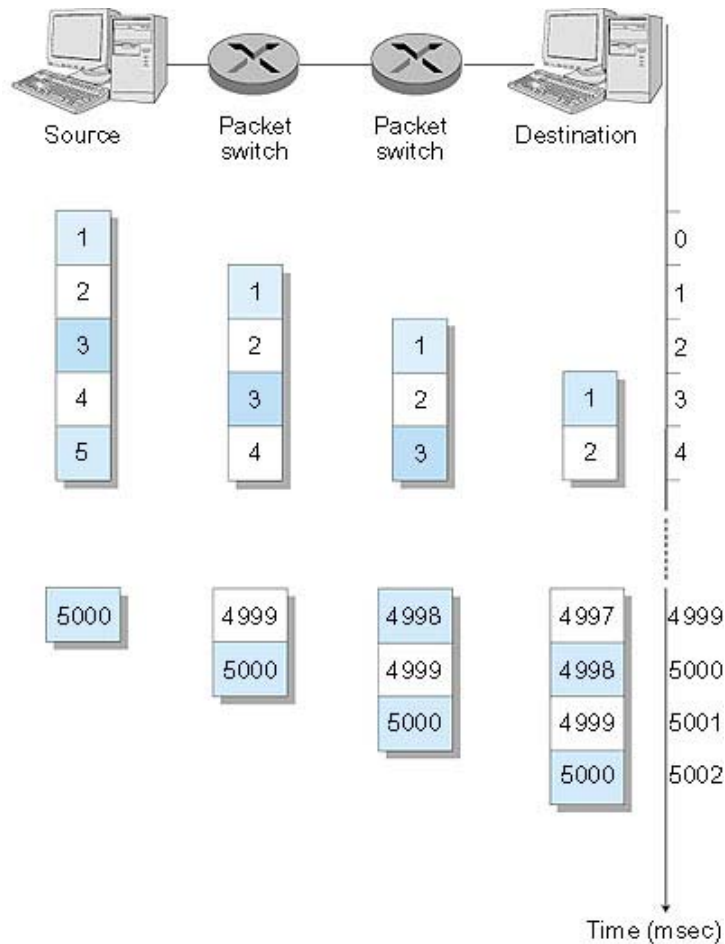 Source
Packet switch
Packet switch
Destination
1 0
2 1 1
3 2 1 2
4 3 2 1 3
5 4 3 2 4
5000 4999 4998 4997 4999
5000 4999 4998 5000
5000 4999 5001
5000 5002
Time (msec)